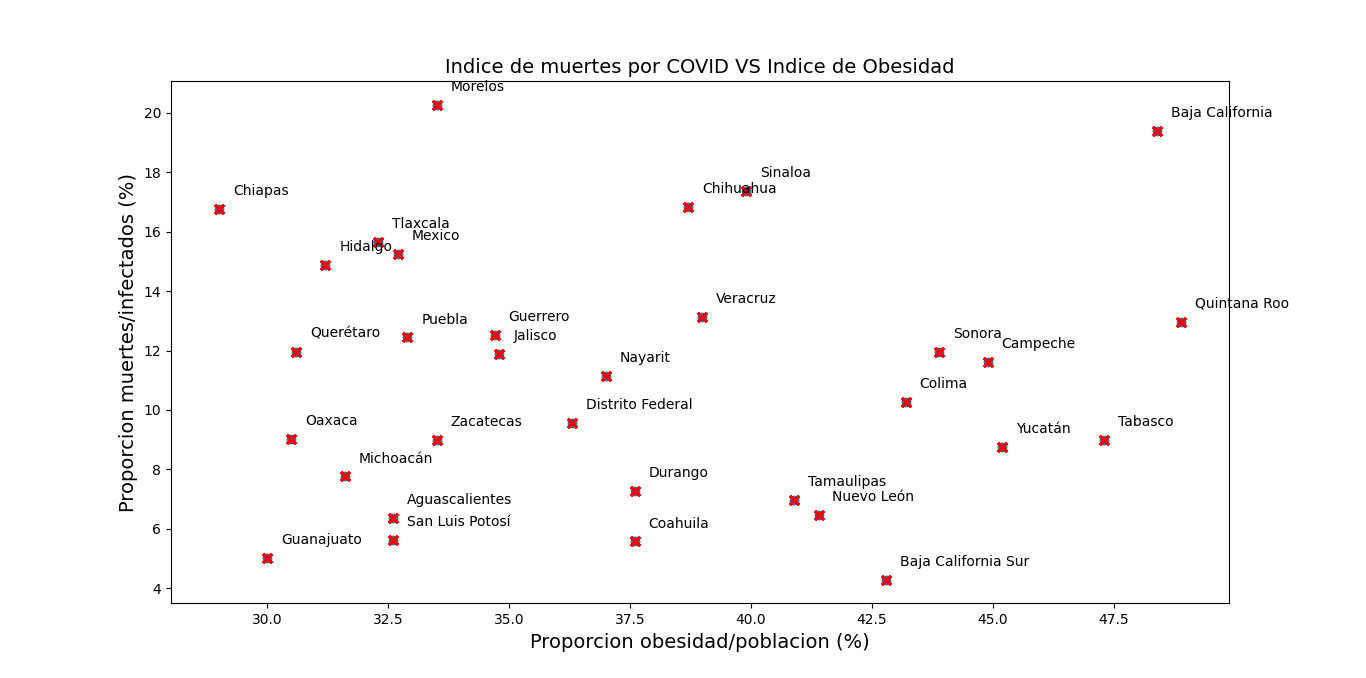 Indice de muertes por COVID VS Indice de Obesidad
Morelos
Baja California
Sinaloa
Chihuahua
Chiapas
Tlaxcala
Mexico
Hidalgo
Veracruz
Quintana Roo
Puebla
Guerrero
Querétaro
Jalisco
Sonora
Campeche
Nayarit
Colima
Distrito Federal
Oaxaca
Zacatecas
Tabasco
Yucatán
Michoacán
Durango
Tamaulipas
Nuevo León
Aguascalientes
San Luis Potosí
Coahuila
Guanajuato
Baja California Sur
20
18
16
14
12
10
8
6
4
Proporcion muertes/infectados (%)
30.0 32.5 35.0 37.5 40.0 42.5 45.0 47.5
Proporcion obesidad/poblacion (%)